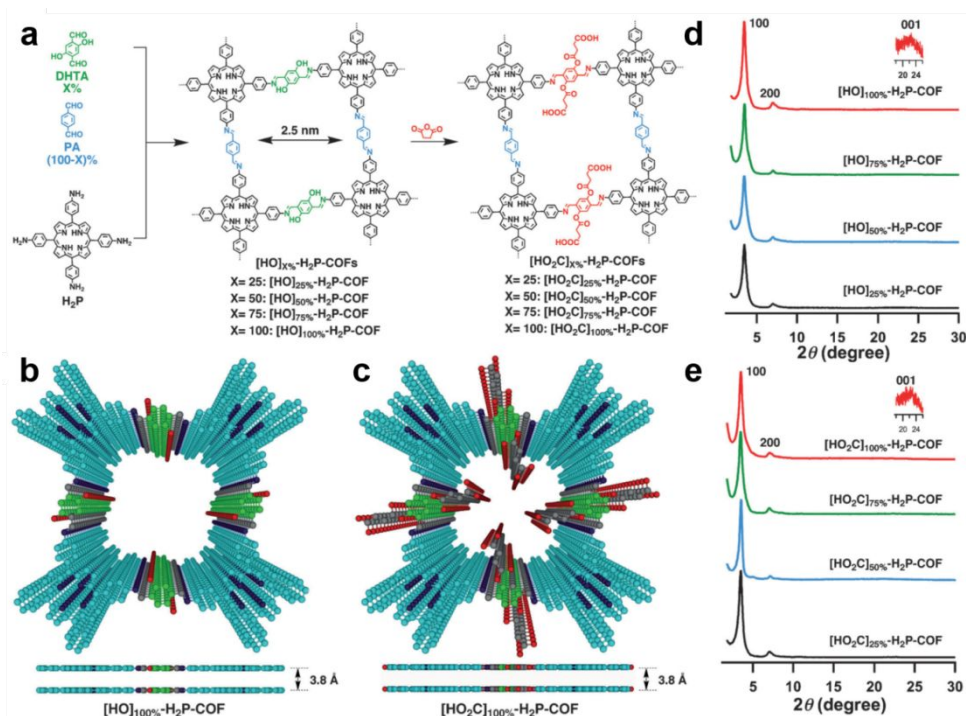 a
DHTA
X%
PA
(100-X)%
H₂P
CHO
OH
HO
CHO
CHO
CHO
NH₂
H₂N
NH₂
NH₂
2.5 nm
[HO]X%-H₂P-COFs
X= 25: [HO]25%-H₂P-COF
X= 50: [HO]50%-H₂P-COF
X= 75: [HO]75%-H₂P-COF
X= 100: [HO]100%-H₂P-COF
COOH
HOOC
COOH
HOOC
[HO₂C]X%-H₂P-COFs
X= 25: [HO₂C]25%-H₂P-COF
X= 50: [HO₂C]50%-H₂P-COF
X= 75: [HO₂C]75%-H₂P-COF
X= 100: [HO₂C]100%-H₂P-COF
b
3.8 Å
[HO]100%-H₂P-COF
c
3.8 Å
[HO₂C]100%-H₂P-COF
d
100
001
20 24
200
[HO]100%-H₂P-COF
[HO]75%-H₂P-COF
[HO]50%-H₂P-COF
[HO]25%-H₂P-COF
5 10 15 20 25 30
2θ (degree)
e
100
001
20 24
200
[HO₂C]100%-H₂P-COF
[HO₂C]75%-H₂P-COF
[HO₂C]50%-H₂P-COF
[HO₂C]25%-H₂P-COF
5 10 15 20 25 30
2θ (degree)